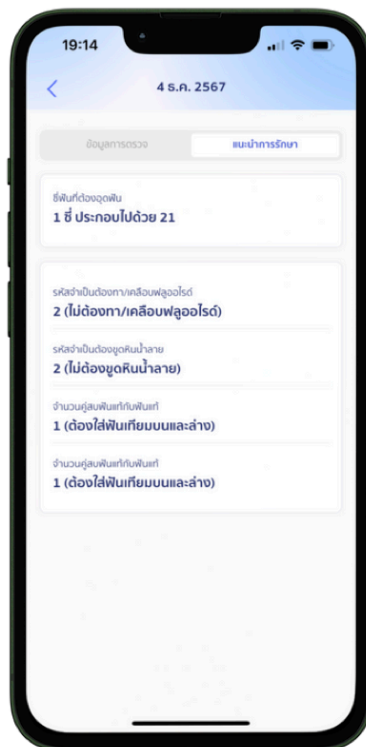 19:14
4 ธ.ค. 2567
ข้อมูลการตรวจ
แนะนำการรักษา
ซี่ฟันที่ต้องอุดฟัน
1 ซี่ ประกอบไปด้วย 21
รหัสจำเป็นต้องทา/เคลือบฟลูออไรด์
2 (ไม่ต้องทา/เคลือบฟลูออไรด์)
รหัสจำเป็นต้องขูดหินน้ำลาย
2 (ไม่ต้องขูดหินน้ำลาย)
จำนวนคู่สบฟันแท้กับฟันแท้
1 (ต้องใส่ฟันเทียมบนและล่าง)
จำนวนคู่สบฟันแท้กับฟันแท้
1 (ต้องใส่ฟันเทียมบนและล่าง)